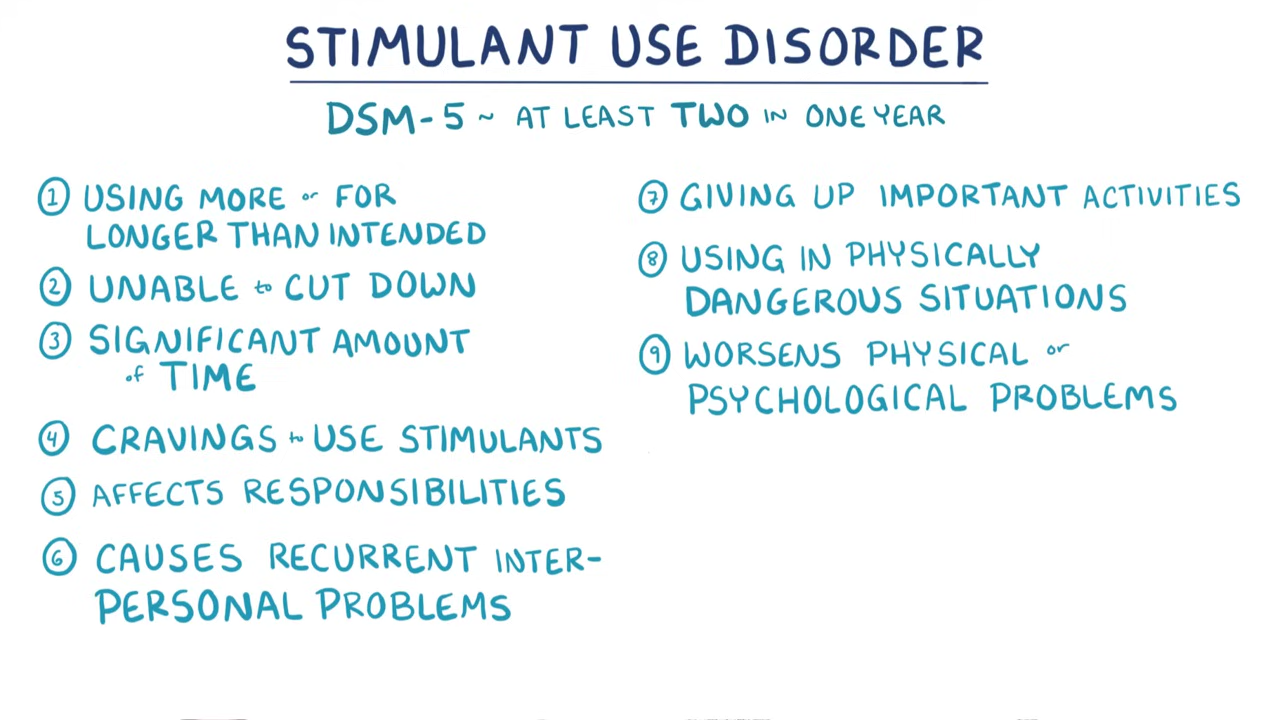 STIMULANT USE DISORDER
DSM-5 ~ AT LEAST TWO IN ONE YEAR
1 USING MORE or FOR
LONGER THAN INTENDED
2 UNABLE to CUT DOWN
3 SIGNIFICANT AMOUNT
of TIME
4 CRAVINGS to USE STIMULANTS
5 AFFECTS RESPONSIBILITIES
6 CAUSES RECURRENT INTER-
PERSONAL PROBLEMS
7 GIVING UP IMPORTANT ACTIVITIES
8 USING IN PHYSICALLY
DANGEROUS SITUATIONS
9 WORSENS PHYSICAL or
PSYCHOLOGICAL PROBLEMS